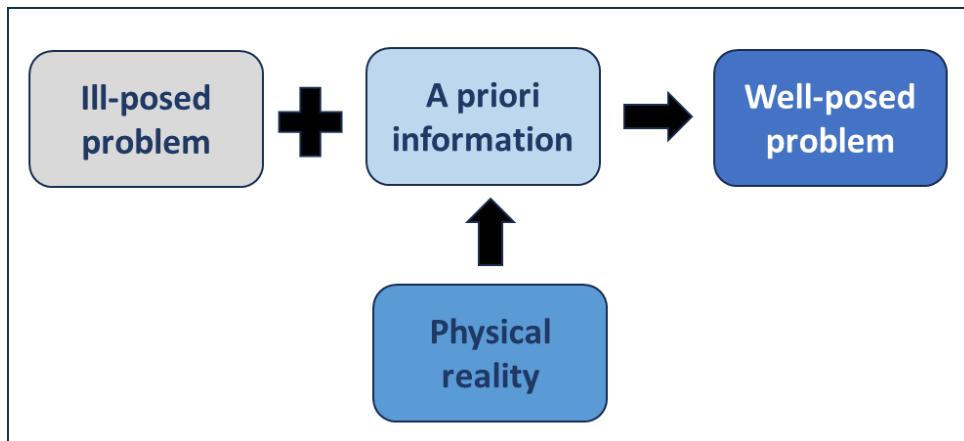 Ill-posed
problem
A priori
information
Well-posed
problem
Physical
reality